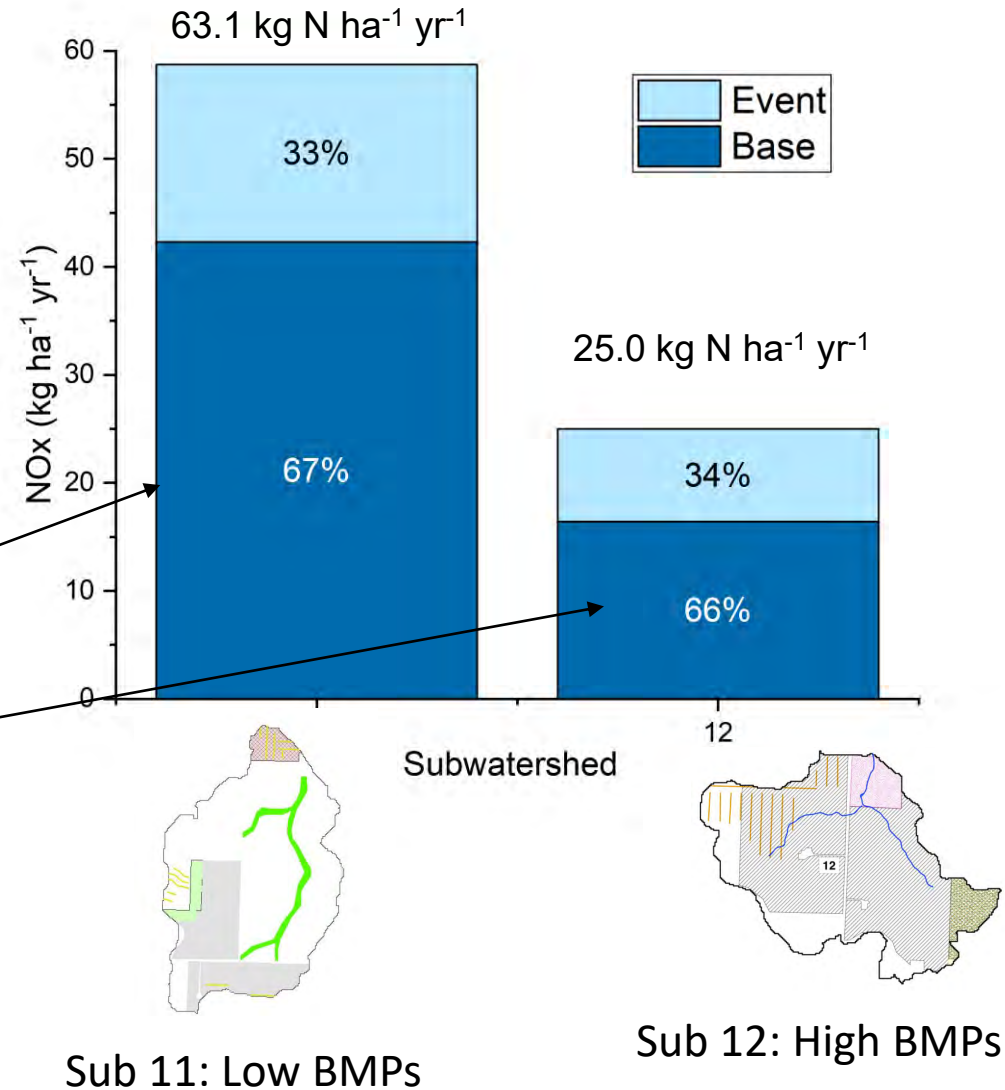 63.1 kg N ha⁻¹ yr⁻¹
60
50
40
30
20
10
0
NOx (kg ha⁻¹ yr⁻¹)
Event
Base
33%
67%
25.0 kg N ha⁻¹ yr⁻¹
34%
66%
12
Subwatershed
12
Sub 11: Low BMPs
Sub 12: High BMPs